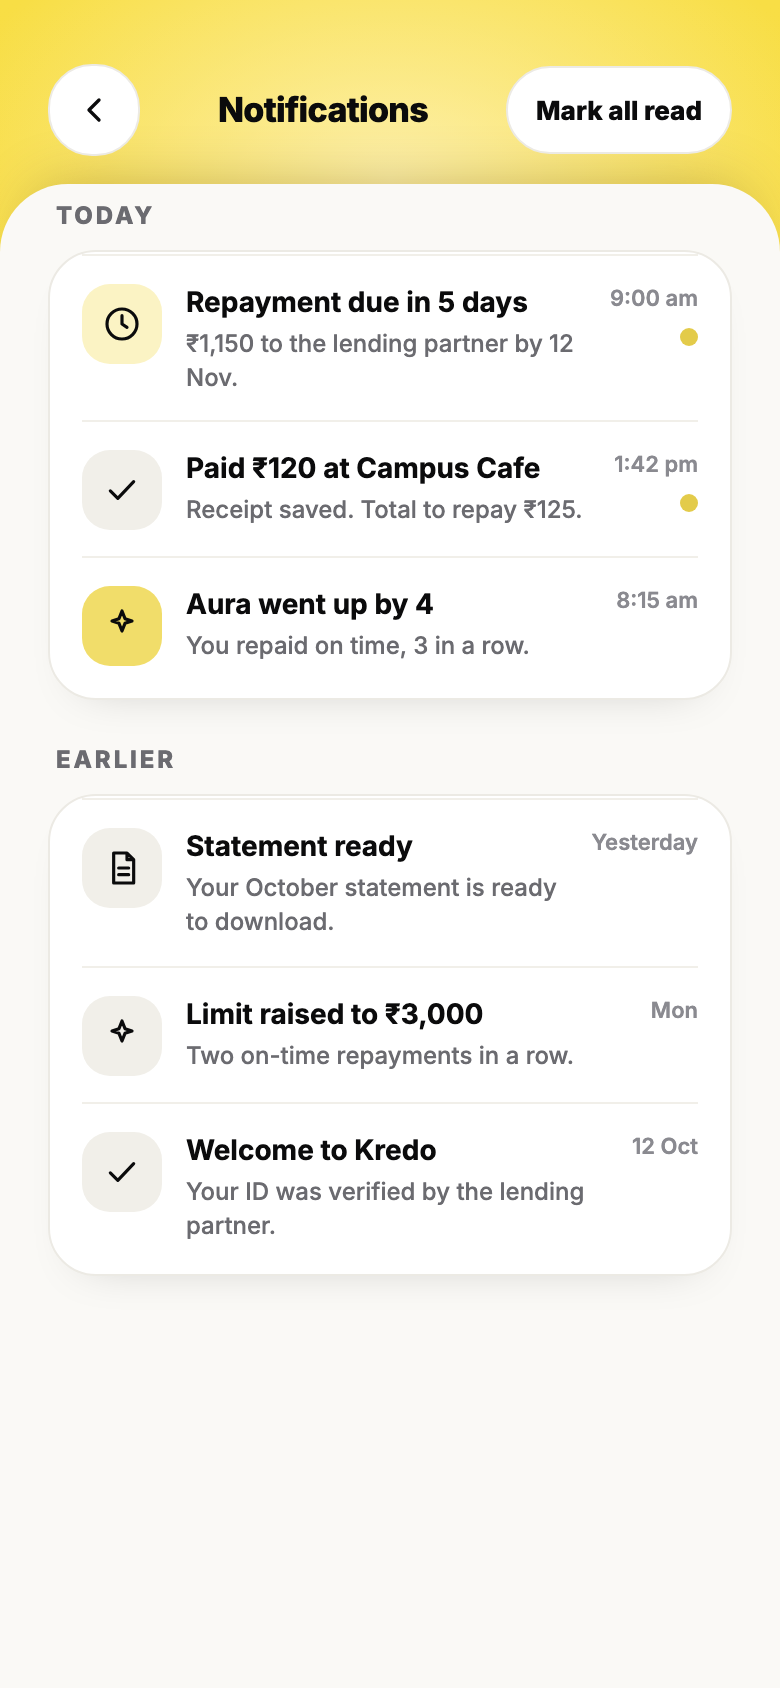 Notifications
Mark all read
TODAY
Repayment due in 5 days
9:00 am
₹1,150 to the lending partner by 12
Nov.
Paid ₹120 at Campus Cafe
1:42 pm
Receipt saved. Total to repay ₹125.
Aura went up by 4
8:15 am
You repaid on time, 3 in a row.
EARLIER
Statement ready
Yesterday
Your October statement is ready
to download.
Limit raised to ₹3,000
Mon
Two on-time repayments in a row.
Welcome to Kredo
12 Oct
Your ID was verified by the lending
partner.